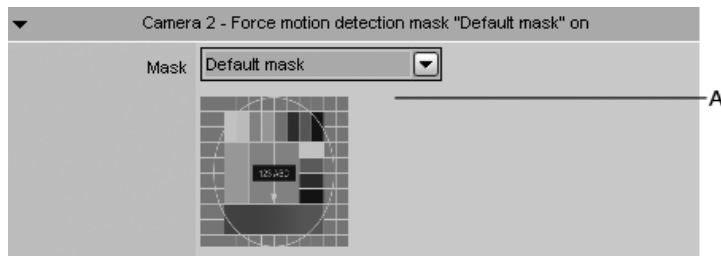 Camera 2 - Force motion detection mask "Default mask" on
Mask
Default mask
A